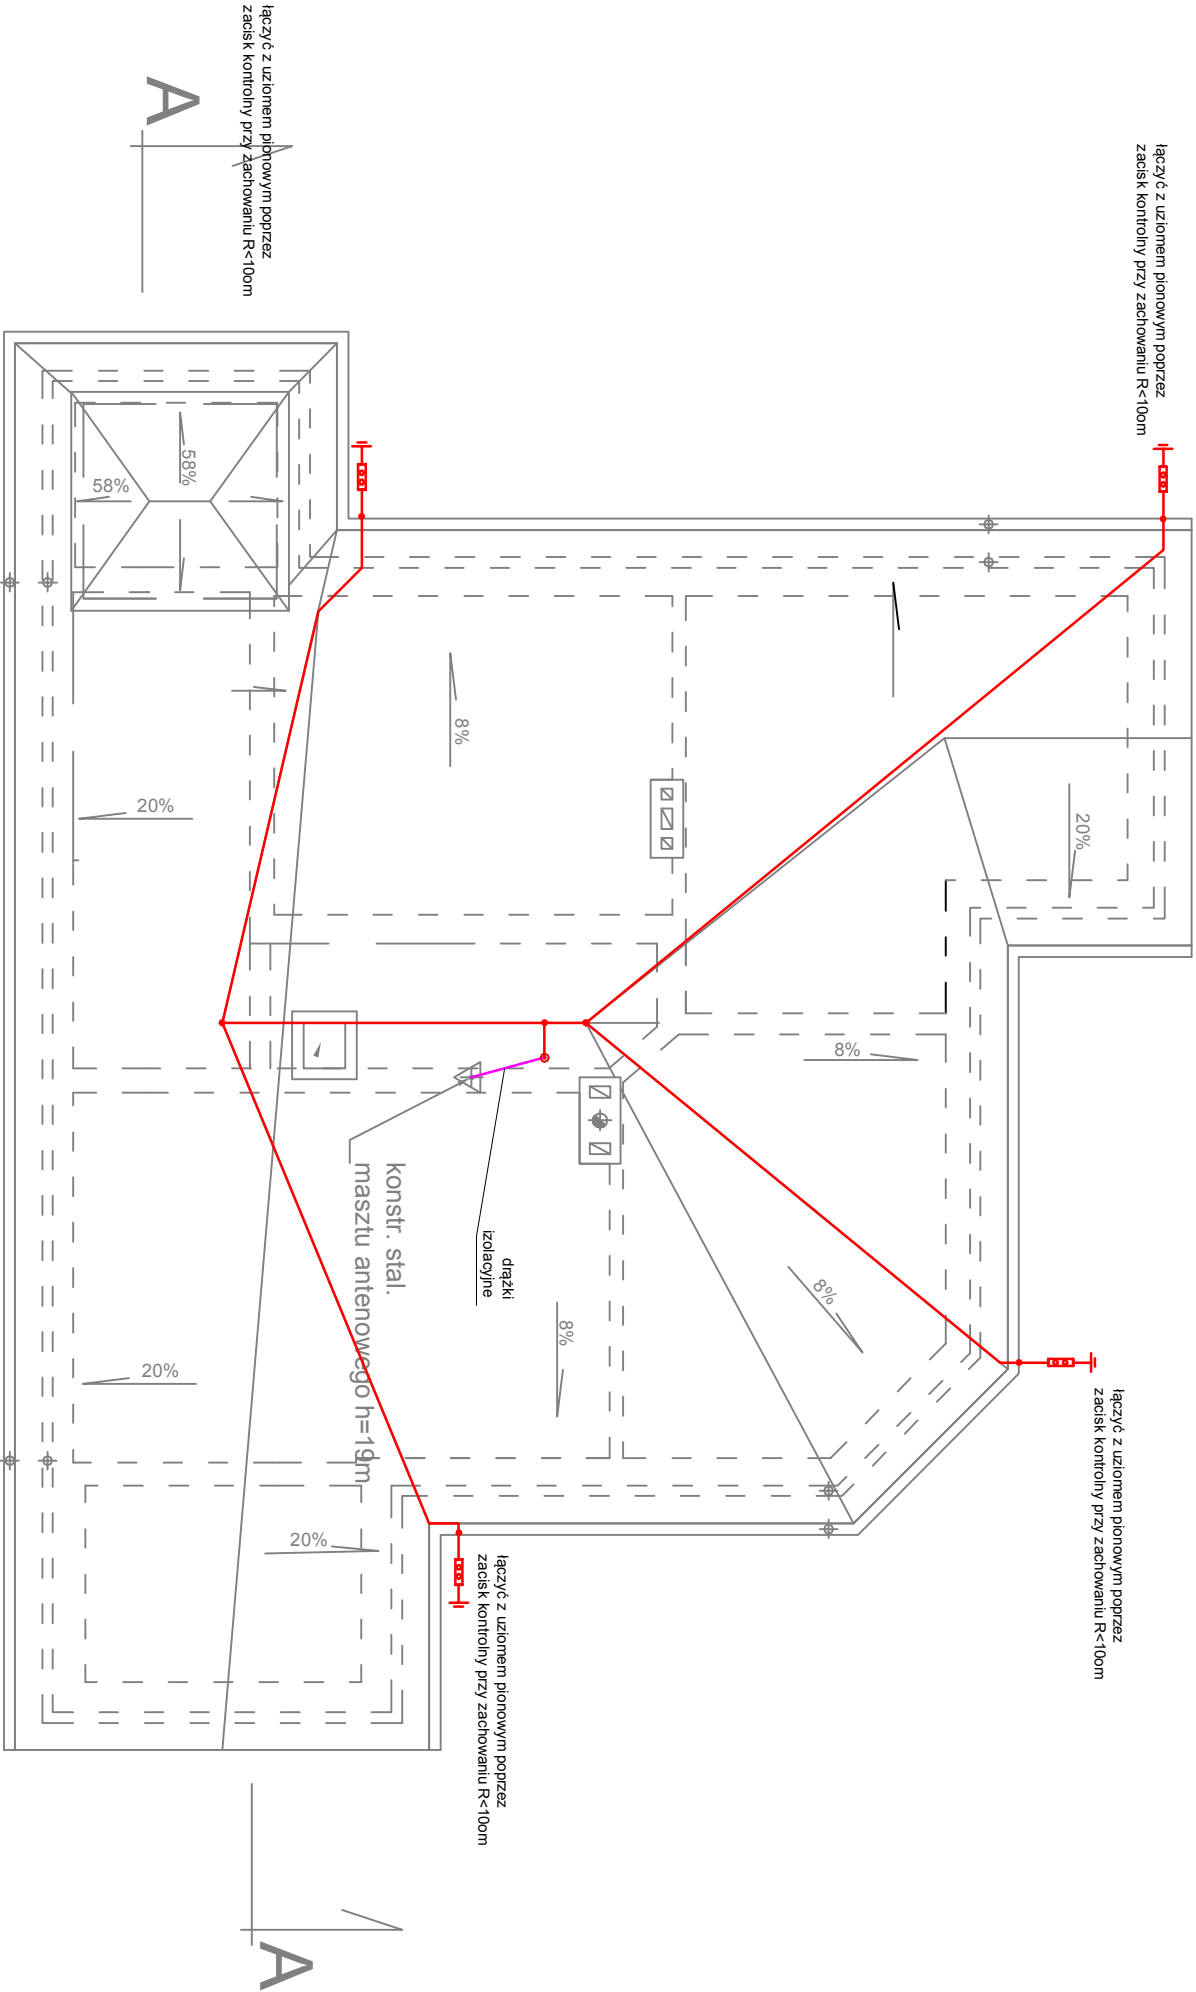 łączyć z uziomem pionowym poprzez
zacisk kontrolny przy zachowaniu R<10om
A
łączyć z uziomem pionowym poprzez
zacisk kontrolny przy zachowaniu R<10om
58%
58%
8%
20%
20%
8%
8%
drążki
izolacyjne
konstr. stal.
masztu antenowego h=19m
8%
20%
20%
łączyć z uziomem pionowym poprzez
zacisk kontrolny przy zachowaniu R<10om
łączyć z uziomem pionowym poprzez
zacisk kontrolny przy zachowaniu R<10om
A